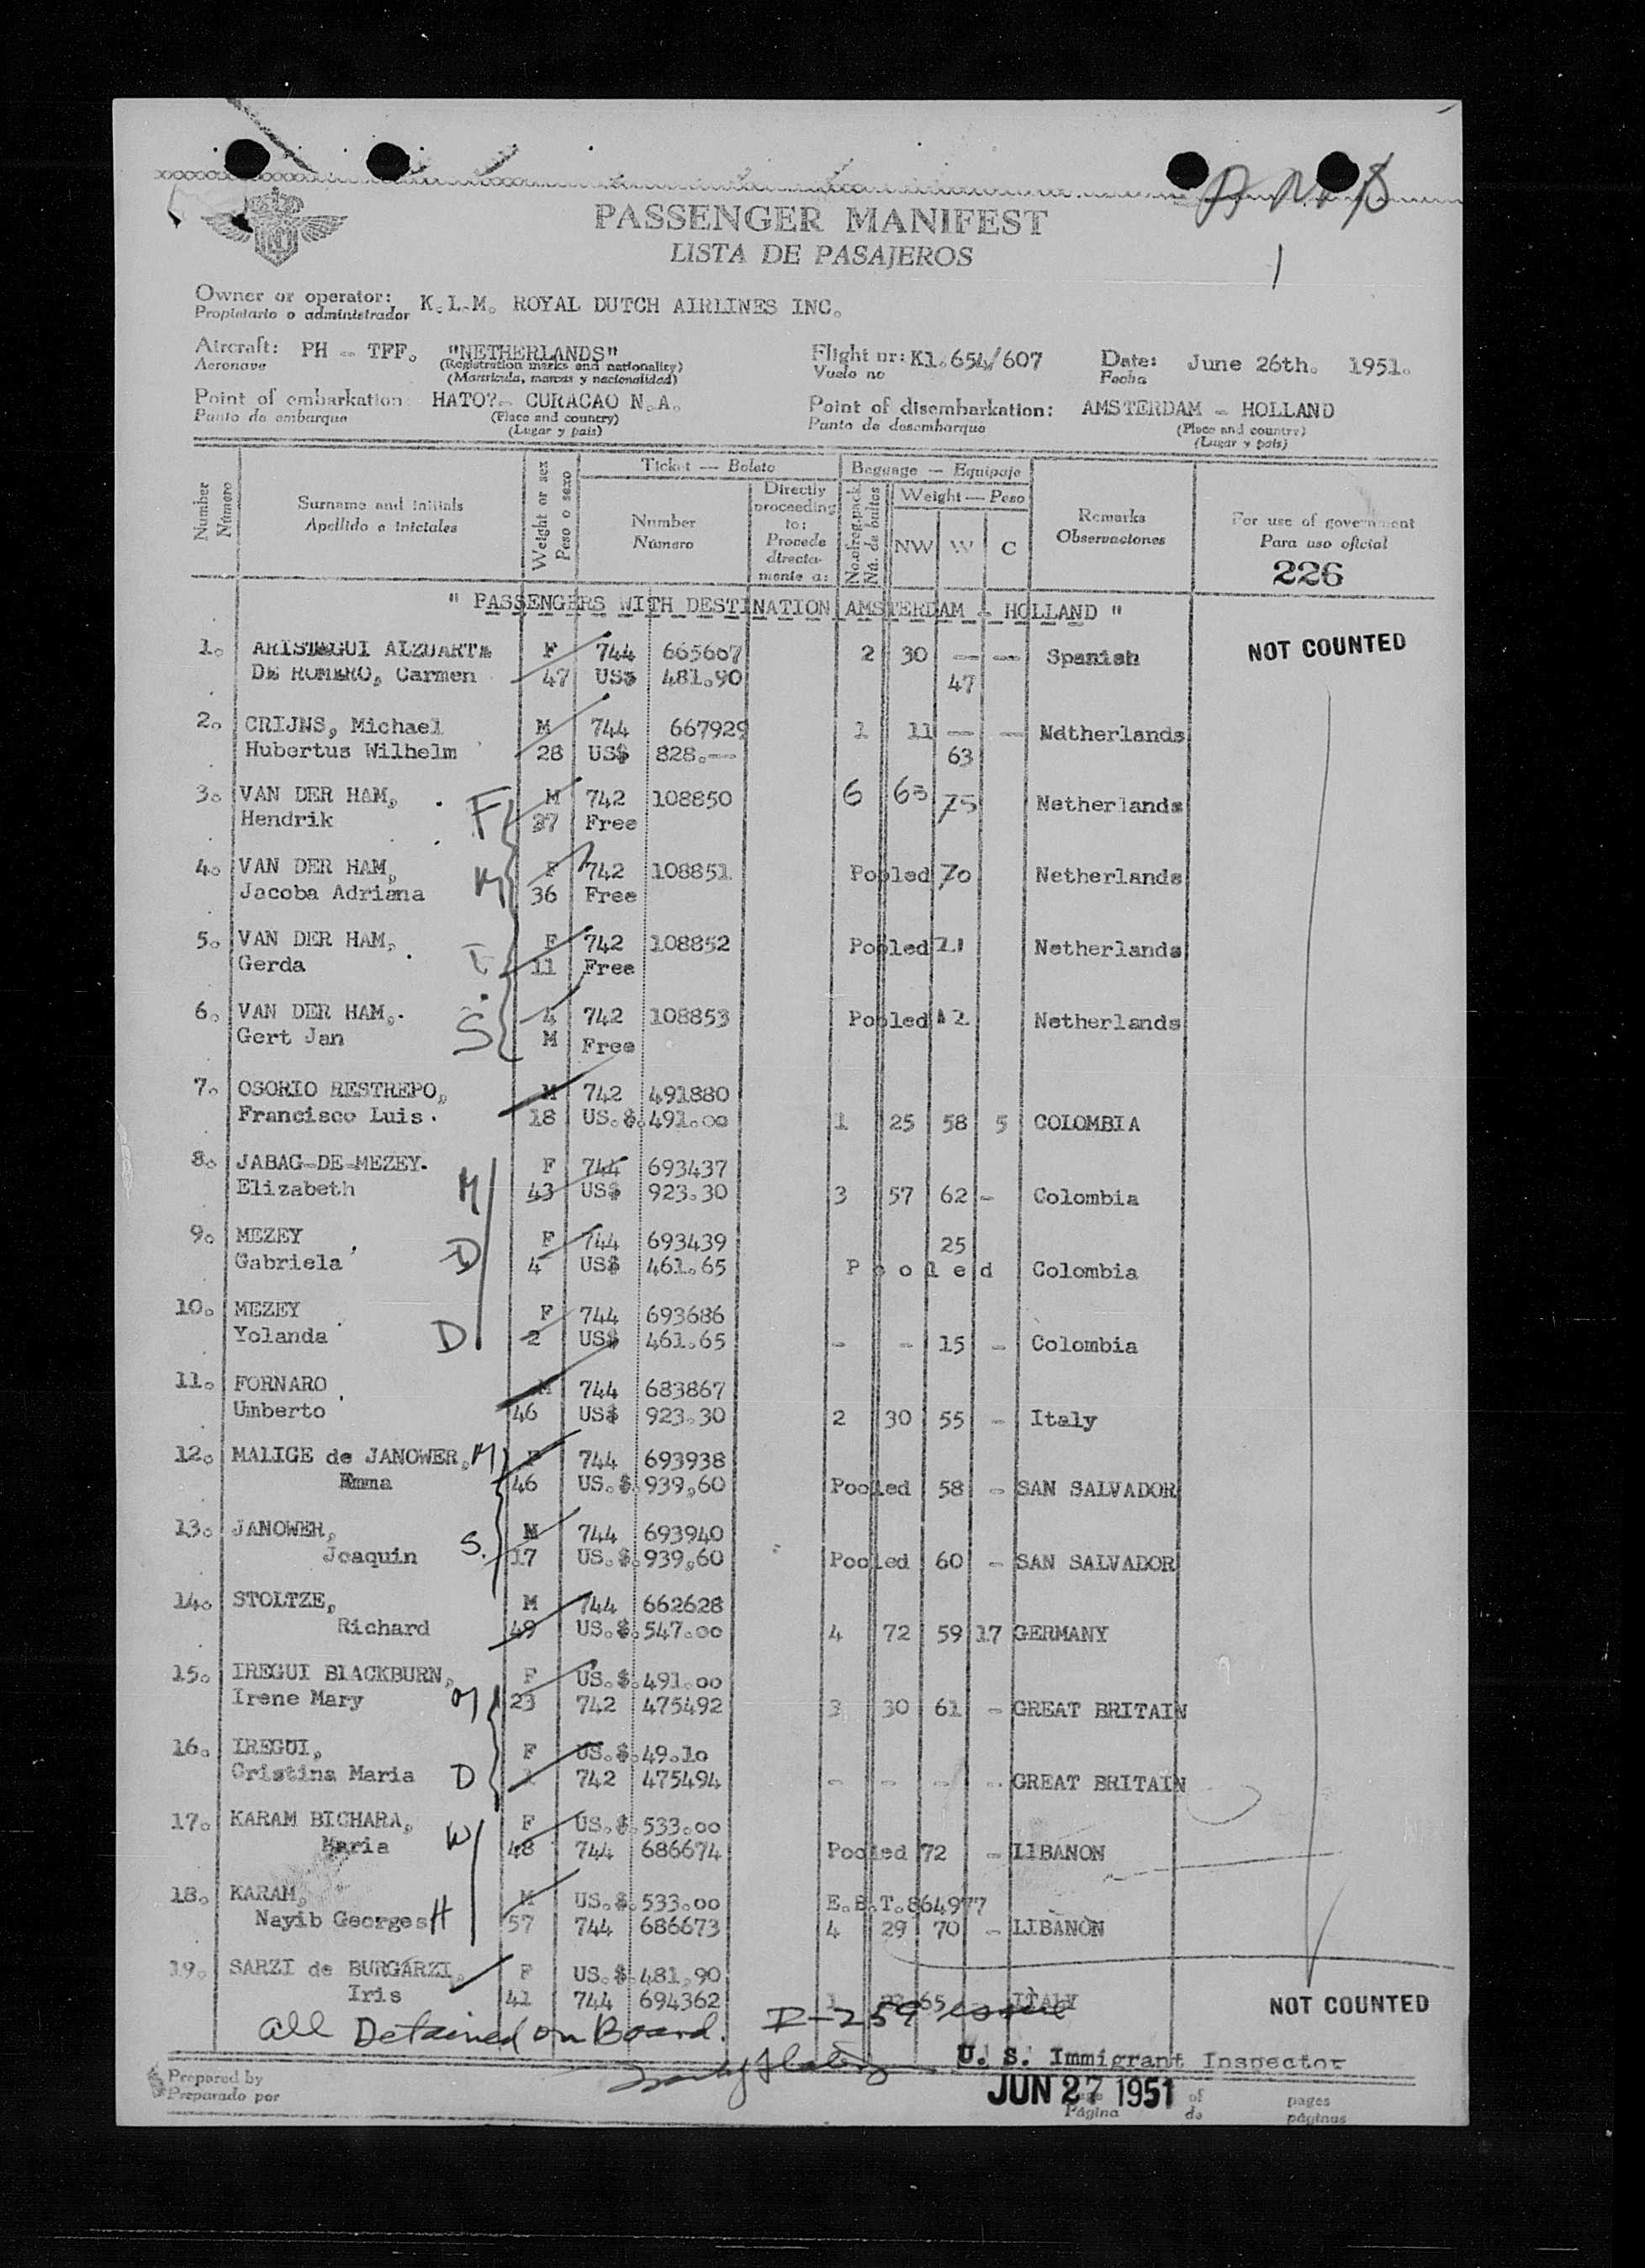 PASSENGER MANIFEST
LISTA DE PASAJEROS
1
Owner or operator: K.L.M. ROYAL DUTCH AIRLINES INC.
Propietario o administrador
Aircraft: PH - TFF. "NETHERLANDS" Flight nr: Kl.654/607 Date: June 26th. 1951.
Aeronave (Registration marks and nationality) Vuelo no Fecha
(Matricula, marcas y nacionalidad)
Point of embarkation HATO?- CURACAO N.A. Point of disembarkation: AMSTERDAM - HOLLAND
Punto de embarque (Place and country) Punto de desembarque (Place and country)
(Lugar y pais) (Lugar y pais)
Number Número
Surname and initials
Apellido e iniciales
Weight or sex
Peso o sexo
Ticket — Boleto
Number
Número
Directly proceeding to:
Procede directamente a:
Baggage — Equipaje
No. of reg. pack.
Nú. de bultos
Weight — Peso
NW W C
Remarks
Observaciones
For use of government
Para uso oficial
226
" PASSENGERS WITH DESTINATION AMSTERDAM - HOLLAND "
1. ARISTEGUI ALZUARTE F 744 665607 2 30 — — Spanish NOT COUNTED
DE ROMERO, Carmen 47 US$ 481.90 47
2. CRIJNS, Michael M 744 667929 1 11 — — Ndtherlands
Hubertus Wilhelm 28 US$ 828.— 63
3. VAN DER HAM, F M 742 108850 6 63 75 Netherlands
Hendrik 37 Free
4. VAN DER HAM, M F 742 108851 Pooled 70 Netherlands
Jacoba Adriana 36 Free
5. VAN DER HAM, F 742 108852 Pooled 21 Netherlands
Gerda 11 Free
6. VAN DER HAM, S 4 742 108853 Pooled 12 Netherlands
Gert Jan M Free
7. OSORIO RESTREPO, M 742 491880
Francisco Luis. 18 US.$.491.00 1 25 58 5 COLOMBIA
8. JABAG-DE-MEZEY. M F 744 693437
Elizabeth 43 US$ 923.30 3 57 62 - Colombia
9. MEZEY D F 744 693439 25
Gabriela 4 US$ 461.65 Pooled Colombia
10. MEZEY F 744 693686
Yolanda D 2 US$ 461.65 - - 15 - Colombia
11. FORNARO M 744 683867
Umberto 46 US$ 923.30 2 30 55 - Italy
12. MALIGE de JANOWER, M F 744 693938
Emma 46 US.$.939,60 Pooled 58 - SAN SALVADOR
13. JANOWER, S. M 744 693940
Joaquin 17 US.$.939,60 Pooled 60 - SAN SALVADOR
14. STOLTZE, M 744 662628
Richard 49 US.$.547.00 4 72 59 17 GERMANY
15. IREGUI BLACKBURN, F US.$.491.00
Irene Mary M 23 742 475492 3 30 61 - GREAT BRITAIN
16. IREGUI, F US.$.49.10
Cristina Maria D 1 742 475494 - - - - GREAT BRITAIN
17. KARAM BICHARA, W F US.$.533.00
Maria 48 744 686674 Pooled 72 - LIBANON
18. KARAM, M US.$.533.00 E.B.T.864977
Nayib Georges H 57 744 686673 4 29 70 - LIBANON
19. SARZI de BURGARZI, F US.$.481,90
Iris 41 744 694362 1 65 ITALY NOT COUNTED
All Detained on Board. I-259
U. S. Immigrant Inspector
JUN 27 1951
Prepared by of pages
Preparado por Página de páginas